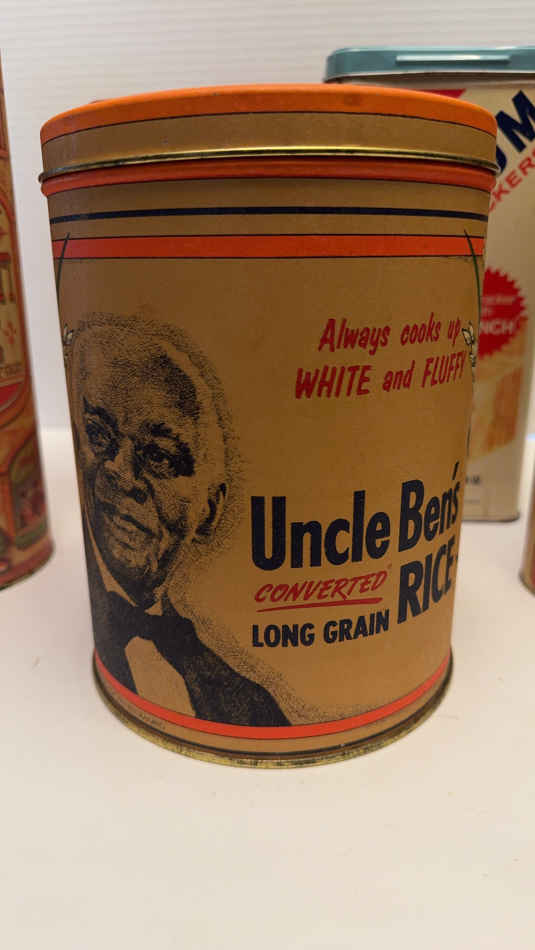 Always cooks up
WHITE and FLUFFY
Uncle Ben's
CONVERTED®
RICE
LONG GRAIN